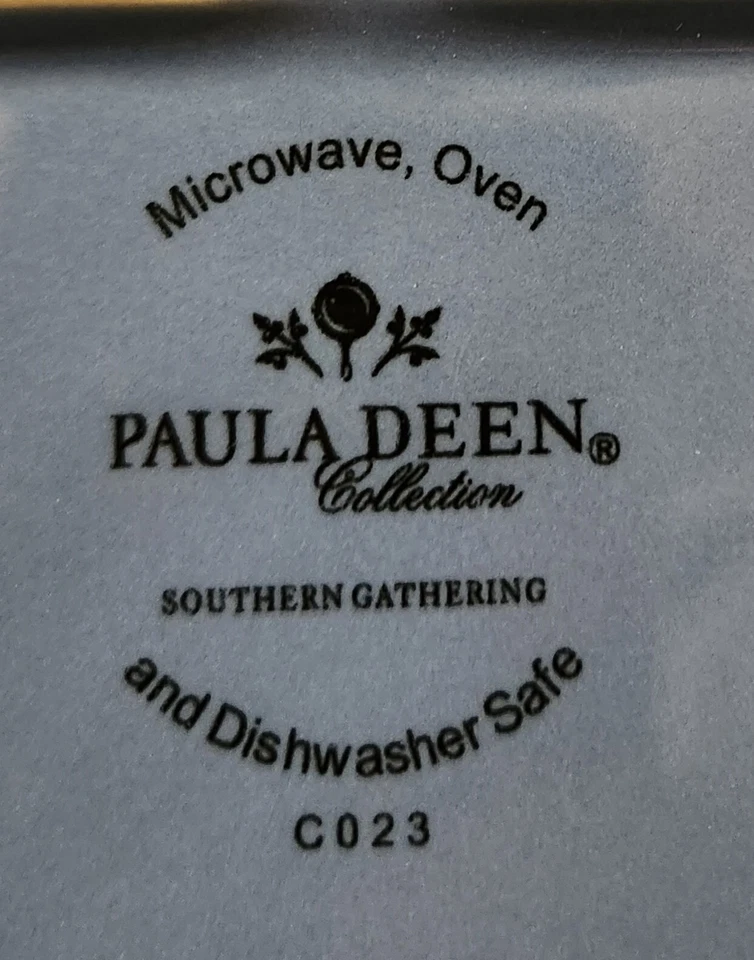 Microwave, Oven
PAULA DEEN®
Collection
SOUTHERN GATHERING
and Dishwasher Safe
C023